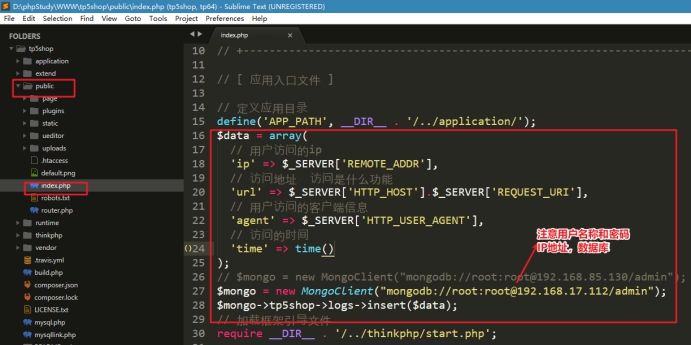 D:\phpStudy\WWW\tp5shop\public\index.php (tp5shop, tp64) - Sublime Text (UNREGISTERED)
File Edit Selection Find View Goto Tools Project Preferences Help
FOLDERS
tp5shop
application
extend
public
page
plugins
static
ueditor
uploads
.htaccess
default.png
index.php
robots.txt
router.php
runtime
thinkphp
vendor
.travis.yml
build.php
composer.json
composer.lock
LICENSE.txt
mysql.php
mysqllink.php
index.php ×
10 // +----------------------------------------------------------------------
11
12 // [ 应用入口文件 ]
13
14 // 定义应用目录
15 define('APP_PATH', __DIR__ . '/../application/');
16 $data = array(
17 // 用户访问的ip
18 'ip' => $_SERVER['REMOTE_ADDR'],
19 // 访问地址 访问是什么功能
20 'url' => $_SERVER['HTTP_HOST'].$_SERVER['REQUEST_URI'],
21 // 用户访问的客户端信息
22 'agent' => $_SERVER['HTTP_USER_AGENT'],
23 // 访问的时间
24 'time' => time()
25 );
26 // $mongo = new MongoClient("mongodb://root:root@192.168.85.130/admin");
27 $mongo = new MongoClient("mongodb://root:root@192.168.17.112/admin");
28 $mongo->tp5shop->logs->insert($data);
29 // 加载框架引导文件
30 require __DIR__ . '/../thinkphp/start.php';
注意用户名称和密码
IP地址，数据库